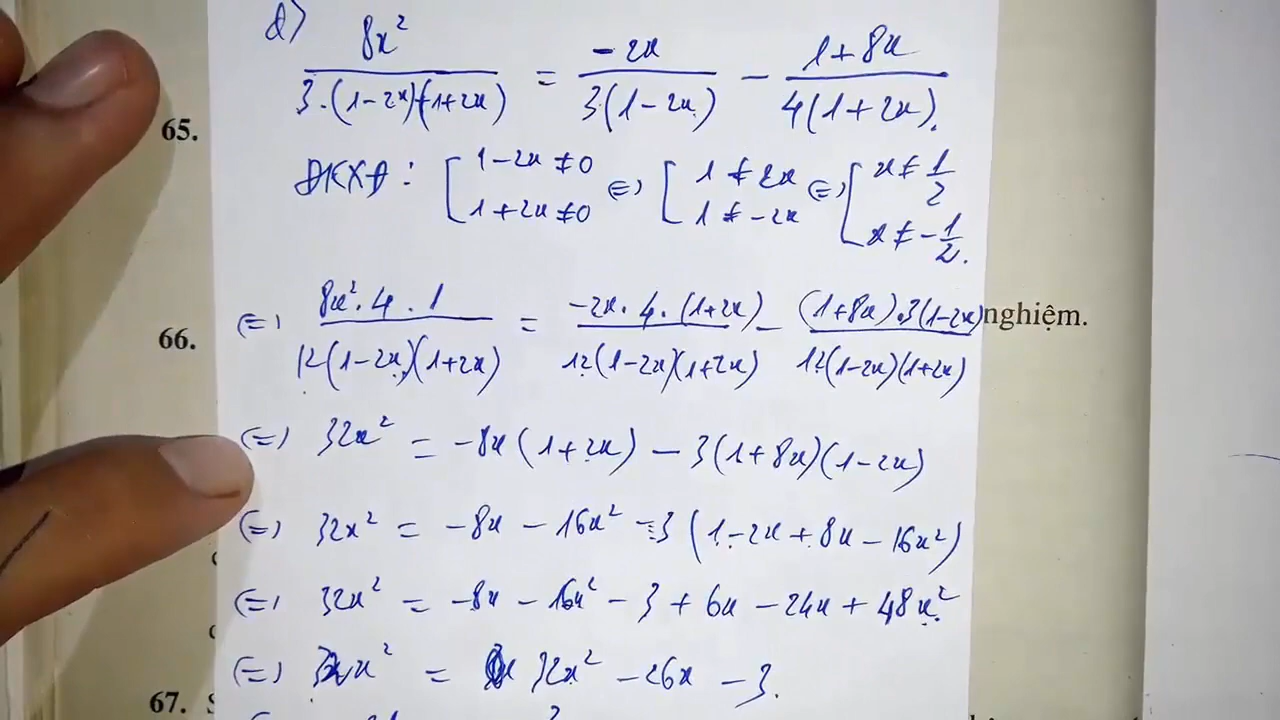 d) 8x² / 3.(1-2x)(1+2x) = -2x / 3(1-2x) - 1+8x / 4(1+2x).
65.
ĐKXĐ: [ 1-2x ≠ 0 ; 1+2x ≠ 0 (=) [ 1 ≠ 2x ; 1 ≠ -2x (=) [ x ≠ 1/2 ; x ≠ -1/2.
(=) 8x².4.1 / 12(1-2x)(1+2x) = -2x.4.(1+2x) / 12(1-2x)(1+2x) - (1+8x).3(1-2x) / 12(1-2x)(1+2x)
nghiệm.
66.
(=) 32x² = -8x(1+2x) - 3(1+8x)(1-2x)
(=) 32x² = -8x - 16x² - 3(1-2x+8x-16x²)
(=) 32x² = -8x - 16x² - 3 + 6x - 24x + 48x²
(=) 32x² = 32x² - 26x - 3.
67.